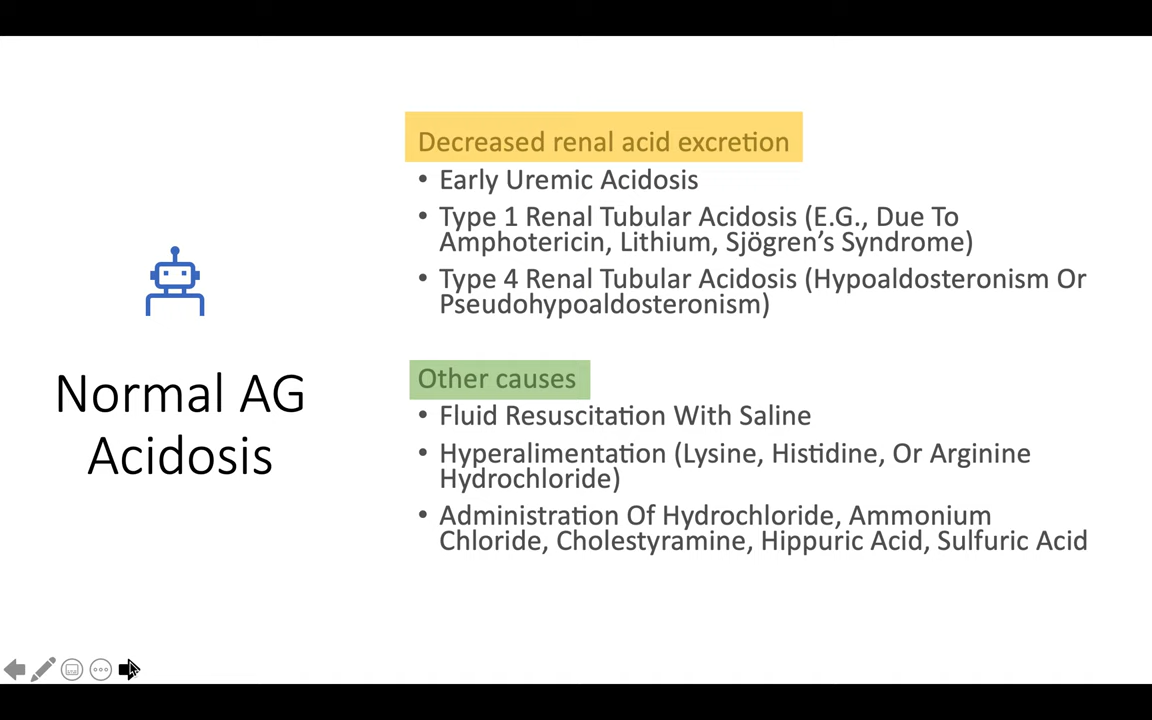 Normal AG
Acidosis
Decreased renal acid excretion
• Early Uremic Acidosis
• Type 1 Renal Tubular Acidosis (E.G., Due To
Amphotericin, Lithium, Sjögren’s Syndrome)
• Type 4 Renal Tubular Acidosis (Hypoaldosteronism Or
Pseudohypoaldosteronism)
Other causes
• Fluid Resuscitation With Saline
• Hyperalimentation (Lysine, Histidine, Or Arginine
Hydrochloride)
• Administration Of Hydrochloride, Ammonium
Chloride, Cholestyramine, Hippuric Acid, Sulfuric Acid